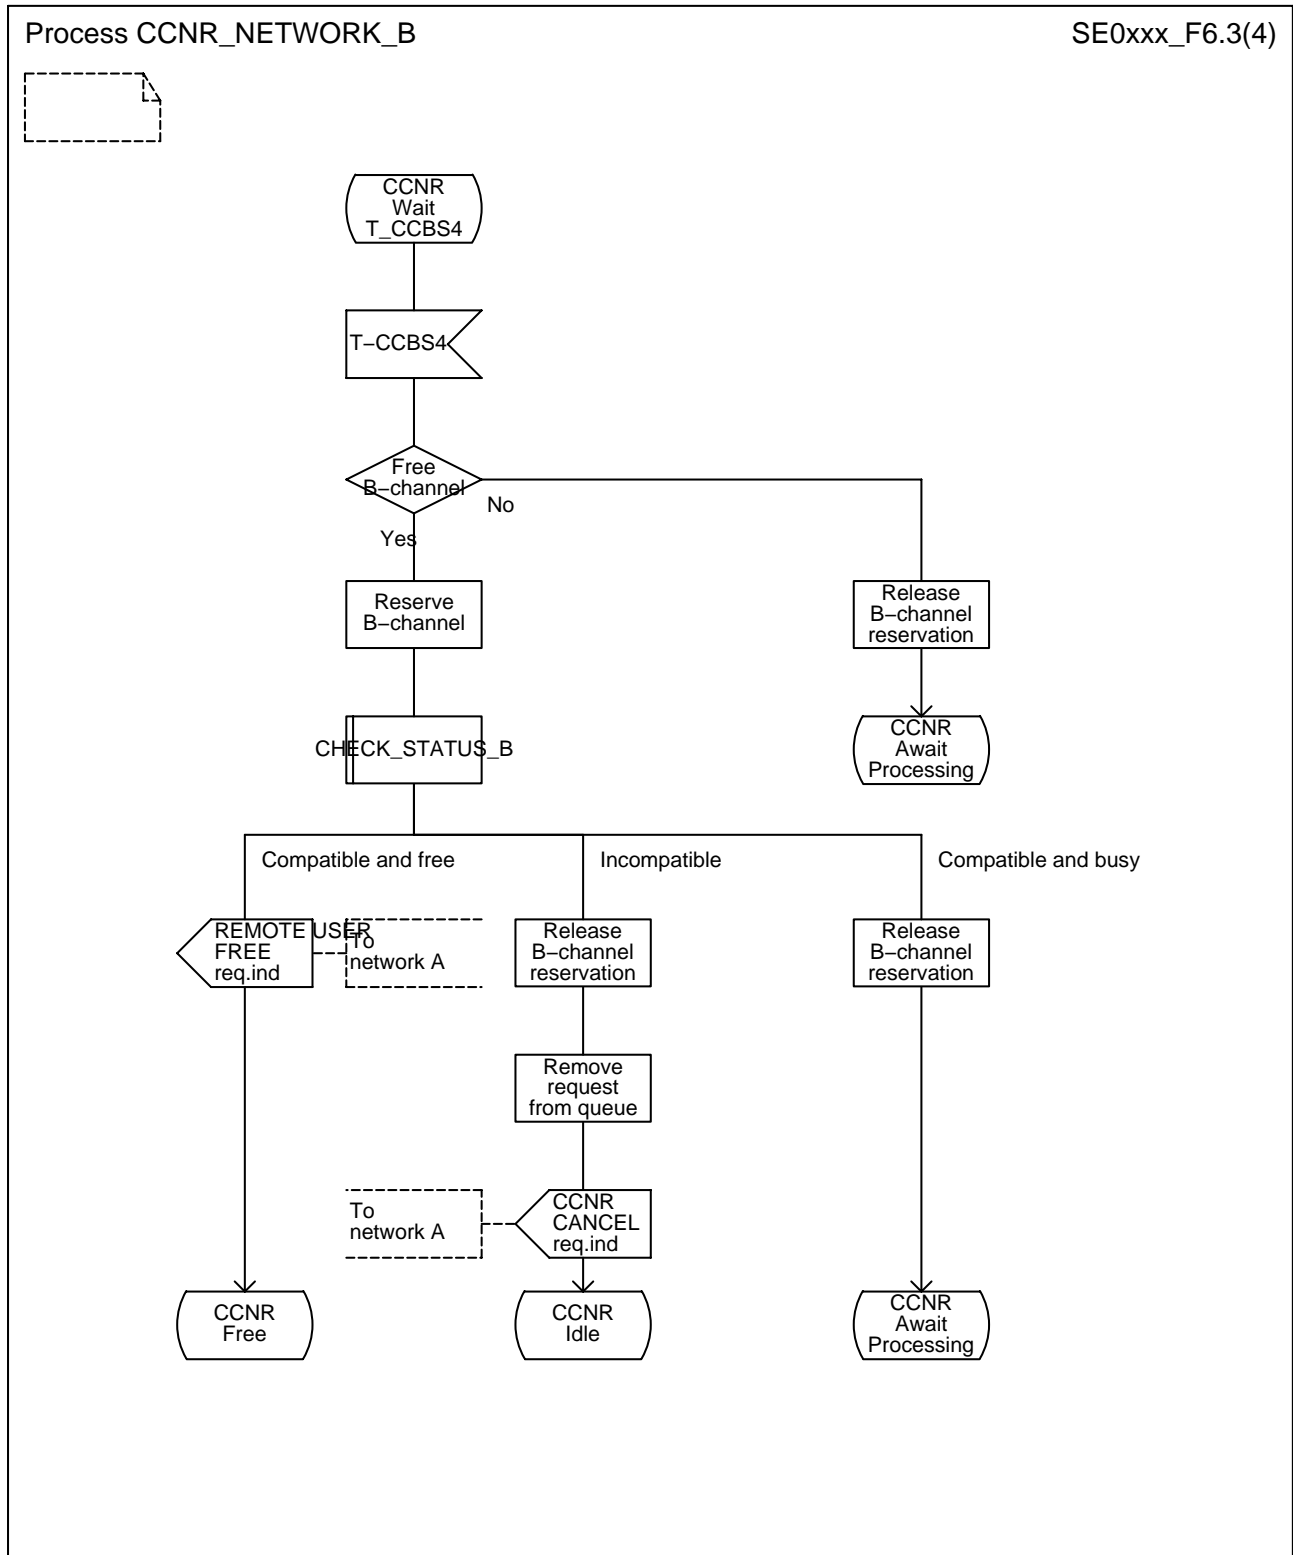 Process CCNR_NETWORK_B
SE0xxx_F6.3(4)
CCNR
Wait
T_CCBS4
T−CCBS4
Free
B−channel
No
Yes
Reserve
B−channel
Release
B−channel
reservation
CHECK_STATUS_B
CCNR
Await
Processing
Compatible and free
Incompatible
Compatible and busy
REMOTE USER
FREE
req.ind
To
network A
Release
B−channel
reservation
Release
B−channel
reservation
Remove
request
from queue
To
network A
CCNR
CANCEL
req.ind
CCNR
Free
CCNR
Idle
CCNR
Await
Processing